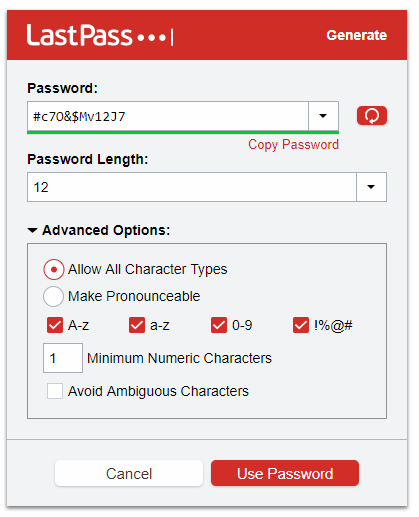 LastPass•••|
Generate
Password:
#c7O&$Mv12J7
Copy Password
Password Length:
12
Advanced Options:
Allow All Character Types
Make Pronounceable
A-z a-z 0-9 !%@#
1 Minimum Numeric Characters
Avoid Ambiguous Characters
Cancel Use Password